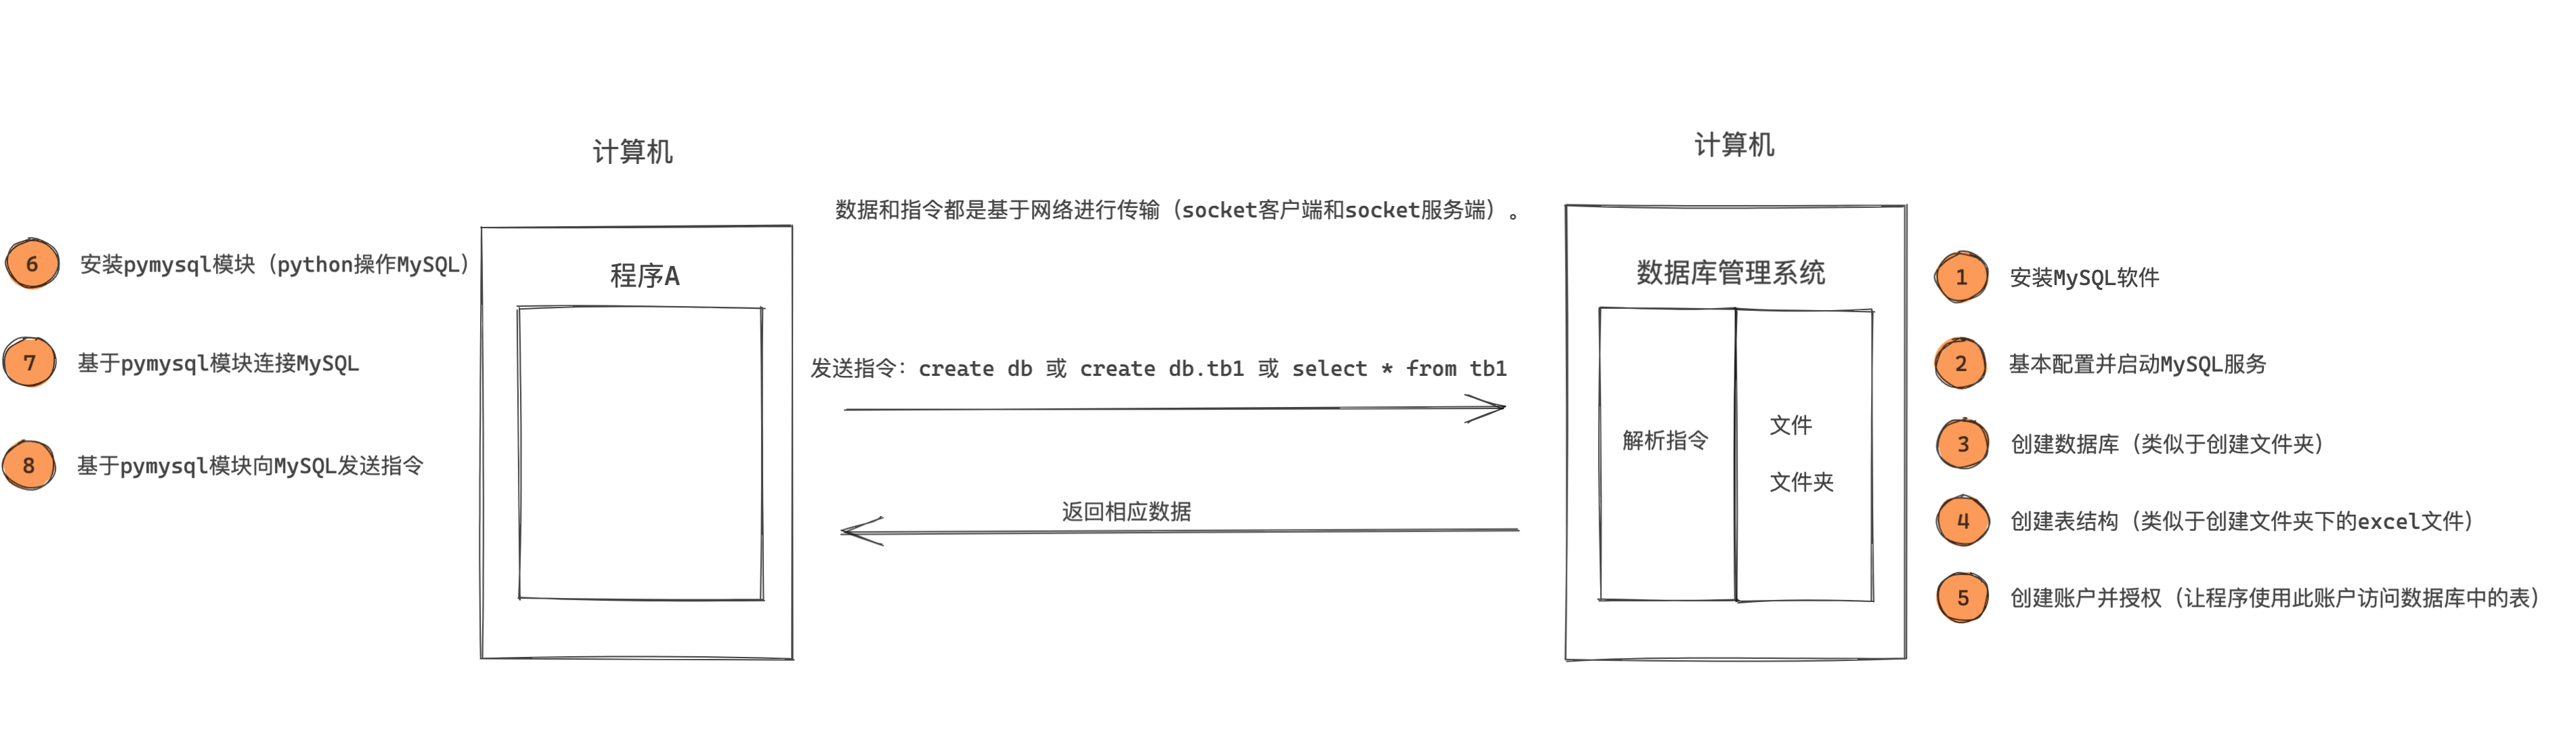 计算机
计算机
数据和指令都是基于网络进行传输（socket客户端和socket服务端）。
6 安装pymysql模块（python操作MySQL）
程序A
数据库管理系统
1 安装MySQL软件
7 基于pymysql模块连接MySQL
发送指令：create db 或 create db.tb1 或 select * from tb1
2 基本配置并启动MySQL服务
解析指令
文件
文件夹
3 创建数据库（类似于创建文件夹）
8 基于pymysql模块向MySQL发送指令
返回相应数据
4 创建表结构（类似于创建文件夹下的excel文件）
5 创建账户并授权（让程序使用此账户访问数据库中的表）